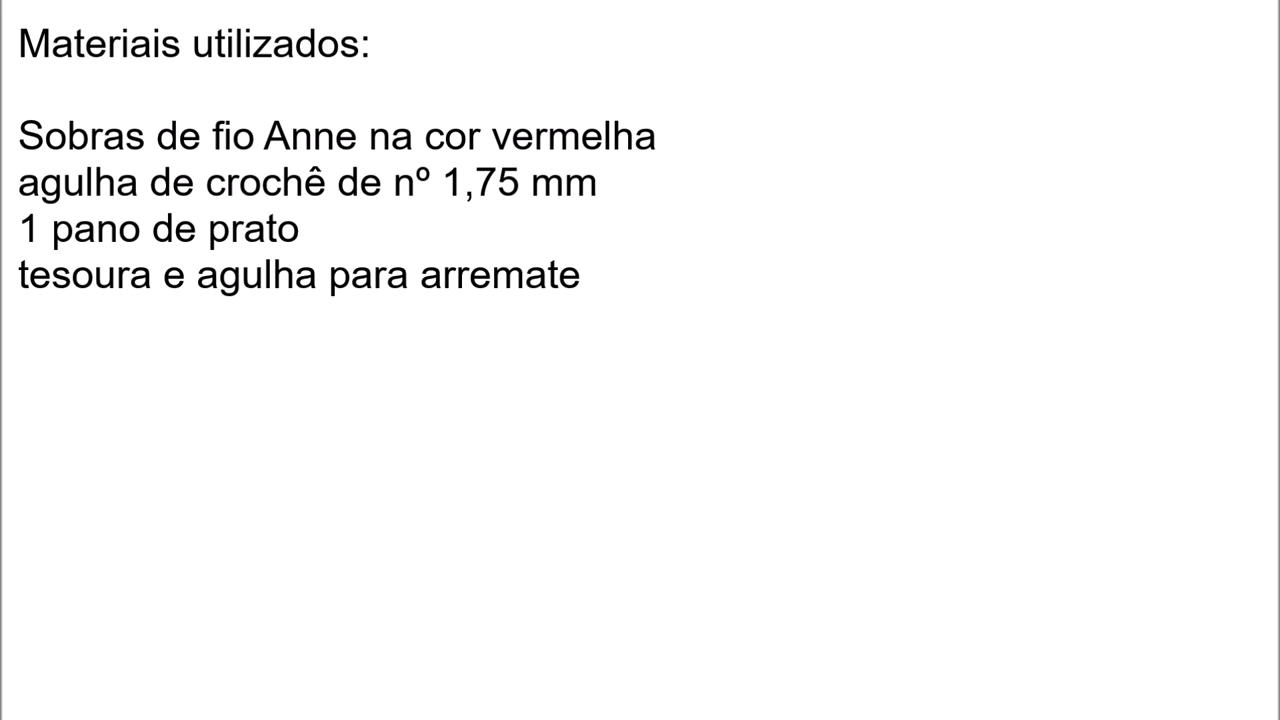 Materiais utilizados:
Sobras de fio Anne na cor vermelha
agulha de crochê de nº 1,75 mm
1 pano de prato
tesoura e agulha para arremate